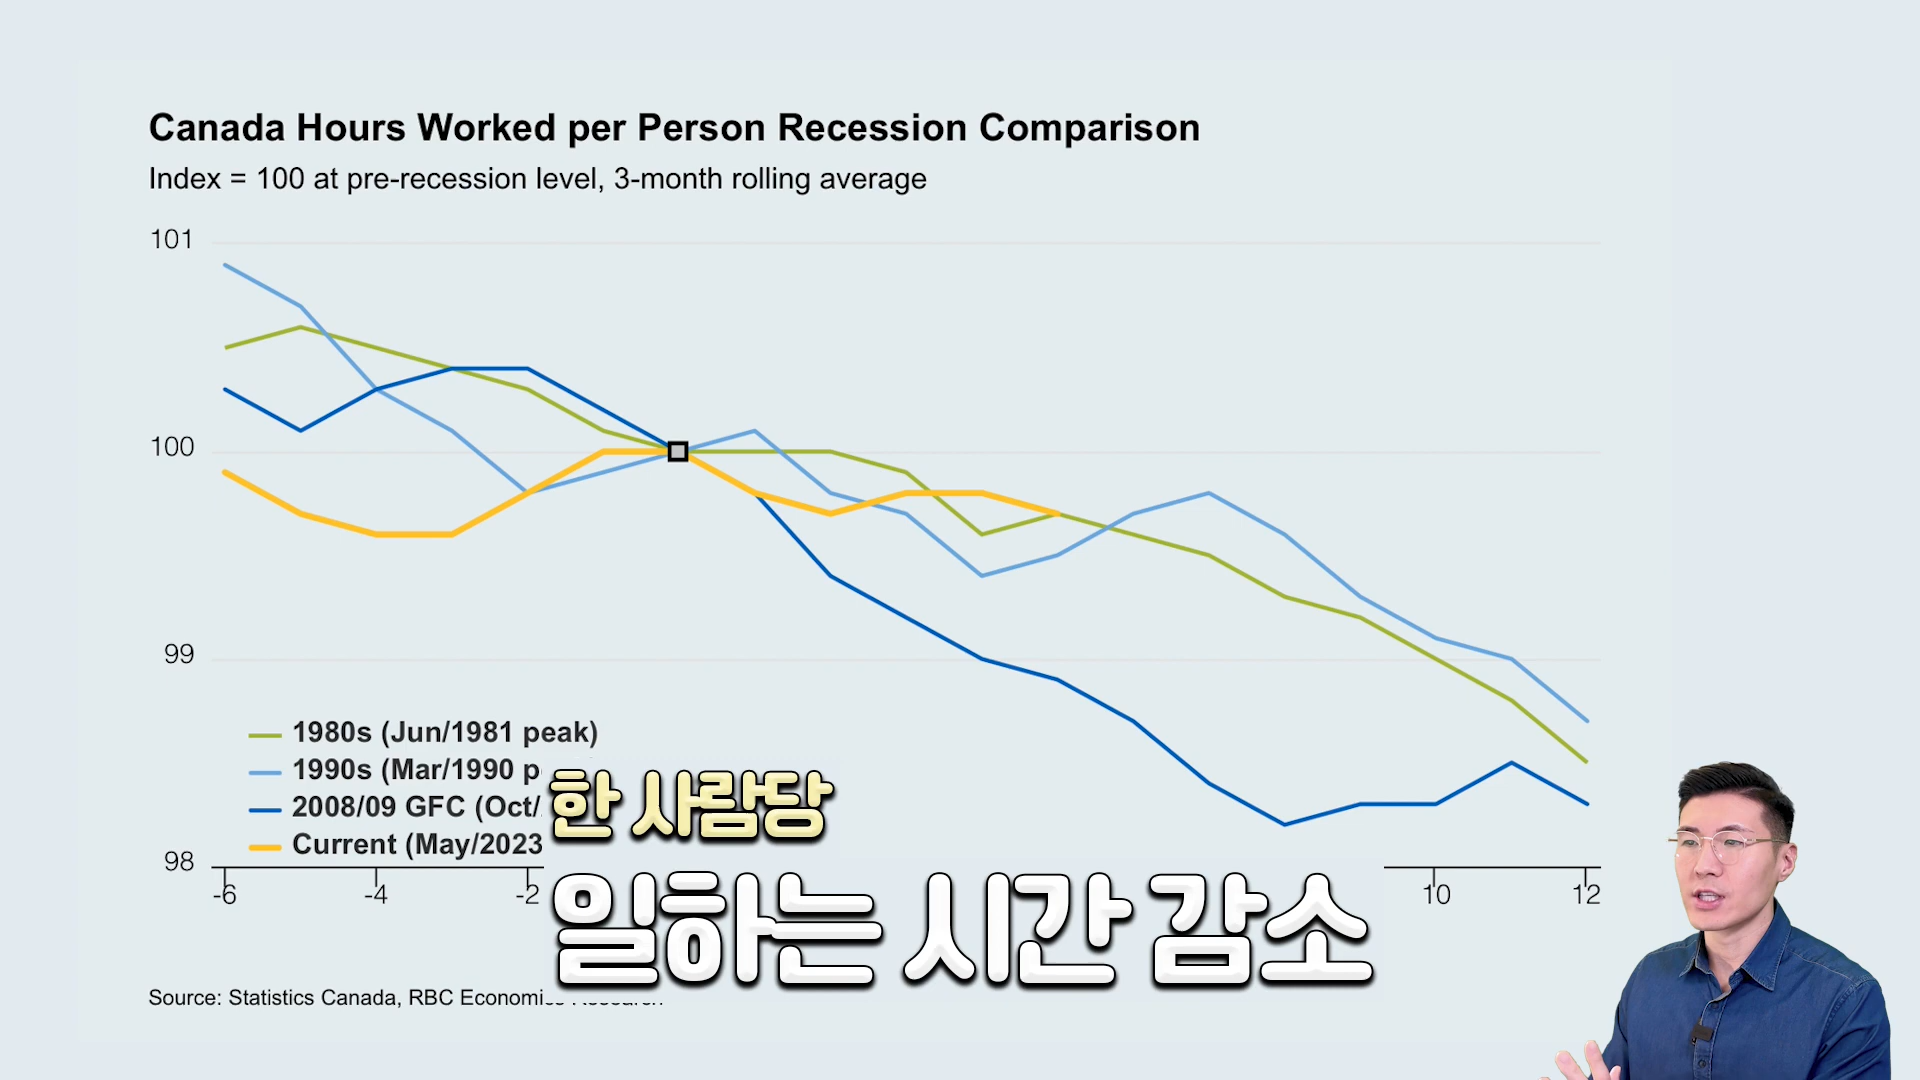 Canada Hours Worked per Person Recession Comparison
Index = 100 at pre-recession level, 3-month rolling average
101
100
99
98
1980s (Jun/1981 peak)
1990s (Mar/1990
2008/09 GFC (Oct/
Current (May/2023
-6
-4
-2
10
12
한 사람당
일하는 시간 감소
Source: Statistics Canada, RBC Economics Research